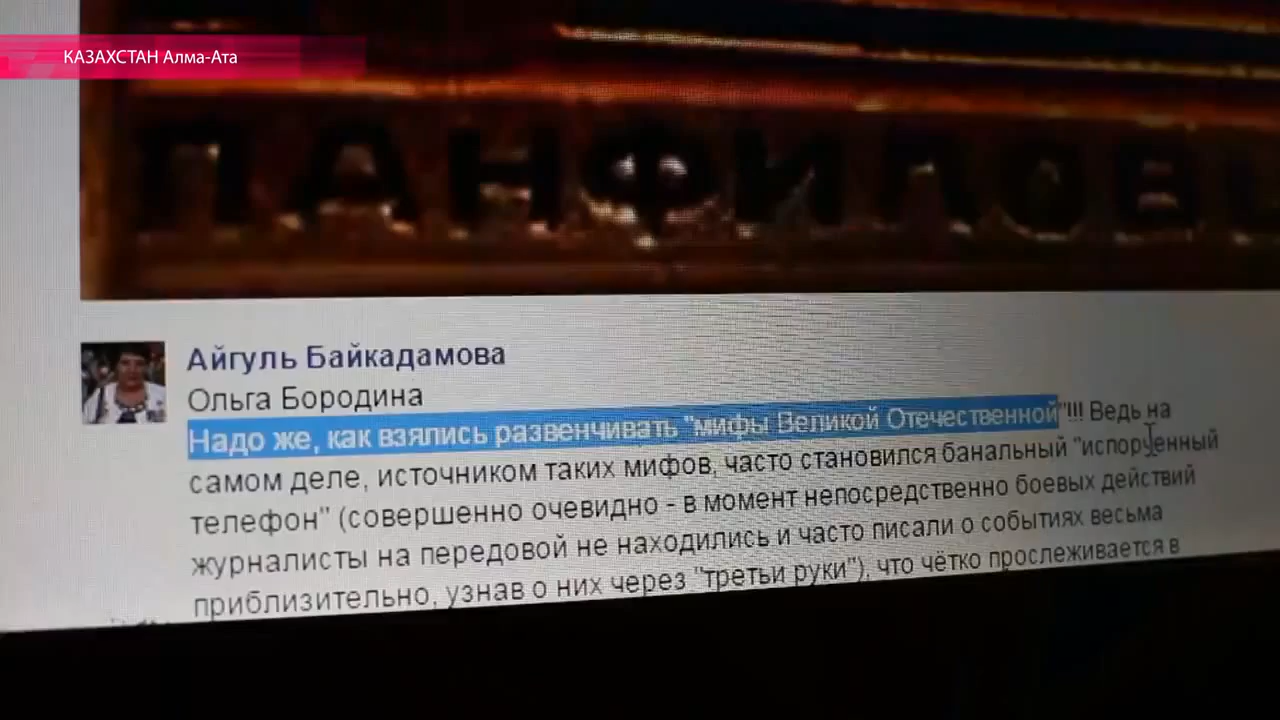 КАЗАХСТАН Алма-Ата
ПАНФИЛОВ
Айгуль Байкадамова
Ольга Бородина
Надо же, как взялись развенчивать "мифы Великой Отечественной"!!! Ведь на
самом деле, источником таких мифов, часто становился банальный "испорченный
телефон" (совершенно очевидно - в момент непосредственно боевых действий
журналисты на передовой не находились и часто писали о событиях весьма
приблизительно, узнав о них через "третьи руки"), что чётко прослеживается в